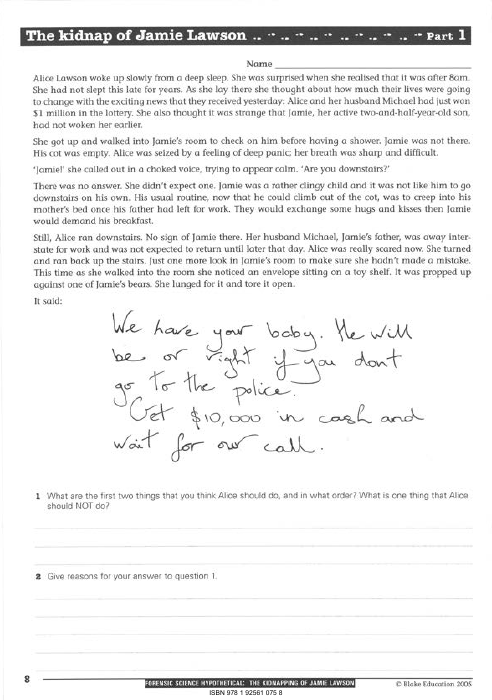 The kidnap of Jamie Lawson Part 1
Name
Alice Lawson woke up slowly from a deep sleep. She was surprised when she realised that it was after 8am.
She had not slept this late for years. As she lay there she thought about how much their lives were going
to change with the exciting news that they received yesterday: Alice and her husband Michael had just won
$1 million in the lottery. She also thought it was strange that Jamie, her active two-and-half-year-old son,
had not woken her earlier.
She got up and walked into Jamie's room to check on him before having a shower. Jamie was not there.
His cot was empty. Alice was seized by a feeling of deep panic; her breath was sharp and difficult.
'Jamie!' she called out in a choked voice, trying to appear calm. 'Are you downstairs?'
There was no answer. She didn't expect one. Jamie was a rather clingy child and it was not like him to go
downstairs on his own. His usual routine, now that he could climb out of the cot, was to creep into his
mother's bed once his father had left for work. They would exchange some hugs and kisses then Jamie
would demand his breakfast.
Still, Alice ran downstairs. No sign of Jamie there. Her husband Michael, Jamie's father, was away inter-
state for work and was not expected to return until later that day. Alice was really scared now. She turned
and ran back up the stairs. Just one more look in Jamie's room to make sure she hadn't made a mistake.
This time as she walked into the room she noticed an envelope sitting on a toy shelf. It was propped up
against one of Jamie's bears. She lunged for it and tore it open.
It said:
We have your baby. He will
be or right if you dont
go to the police.
Get $10,000 in cash and
wait for our call.
1 What are the first two things that you think Alice should do, and in what order? What is one thing that Alice
should NOT do?
2 Give reasons for your answer to question 1.
8
FORENSIC SCIENCE HYPOTHETICAL: THE KIDNAPPING OF JAMIE LAWSON
© Blake Education 2005
ISBN 978 1 92561 075 8